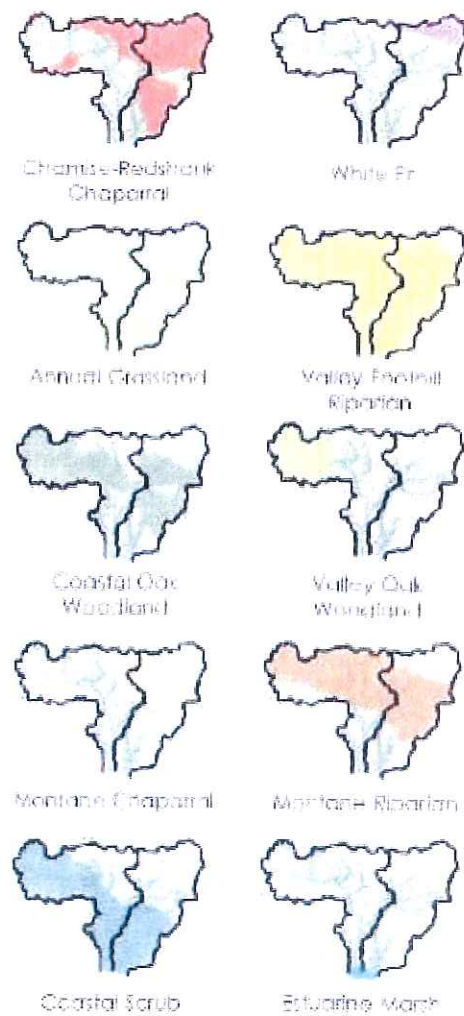 Chamise-Redshank
Chaparral
White Fir
Annual Grassland
Valley Foothill
Riparian
Coastal Oak
Woodland
Valley Oak
Woodland
Montane Chaparral
Montane Riparian
Coastal Scrub
Estuarine Marsh